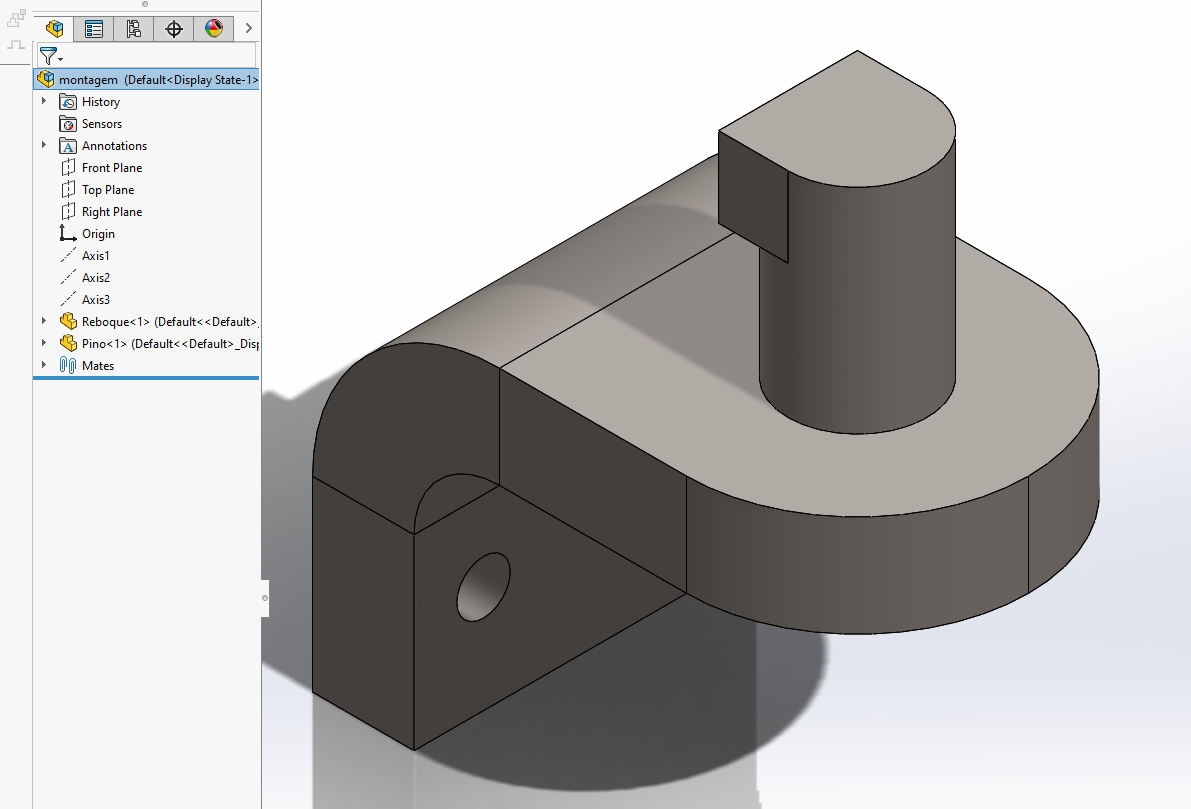 montagem (Default<Display State-1>
History
Sensors
Annotations
Front Plane
Top Plane
Right Plane
Origin
Axis1
Axis2
Axis3
Reboque<1> (Default<<Default>_
Pino<1> (Default<<Default>_Disp
Mates